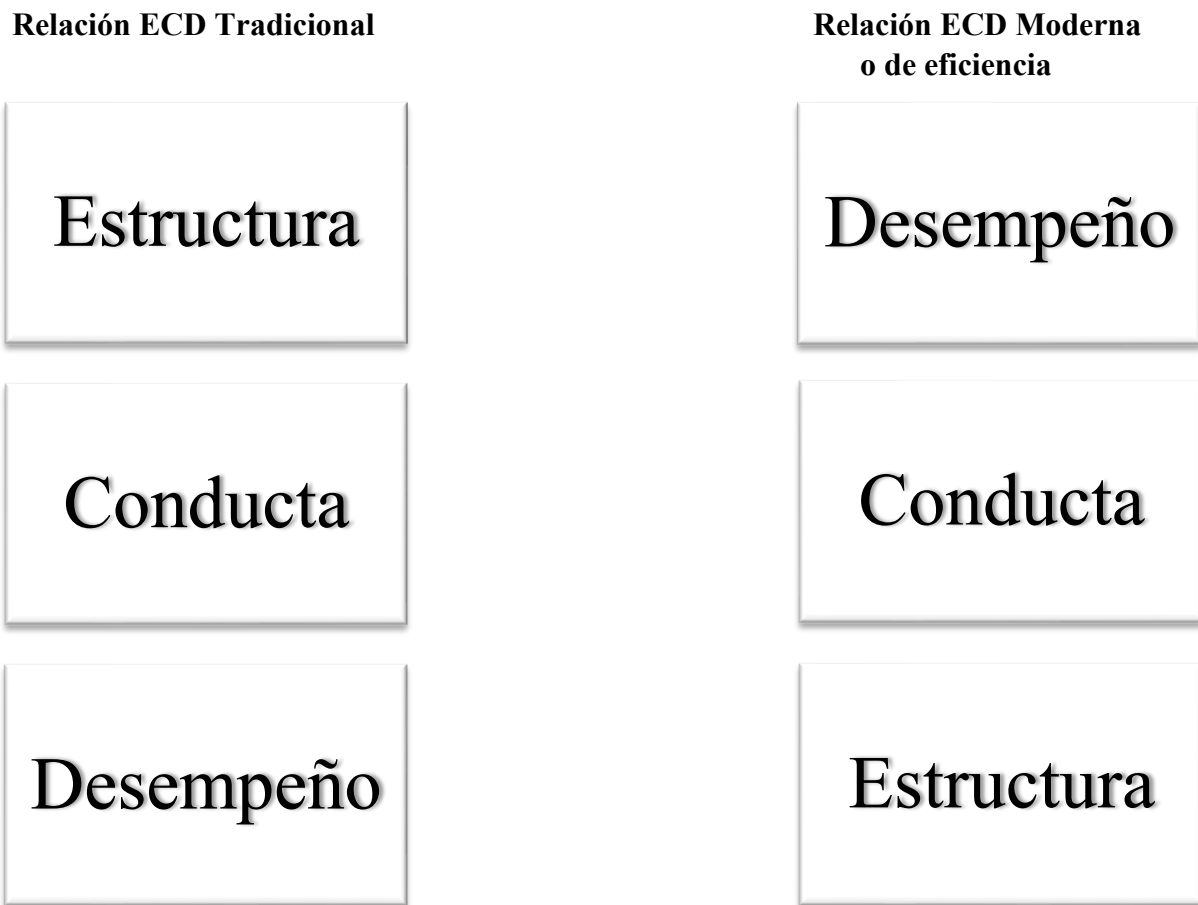 Relación ECD Tradicional
Estructura
Conducta
Desempeño
Relación ECD Moderna
o de eficiencia
Desempeño
Conducta
Estructura